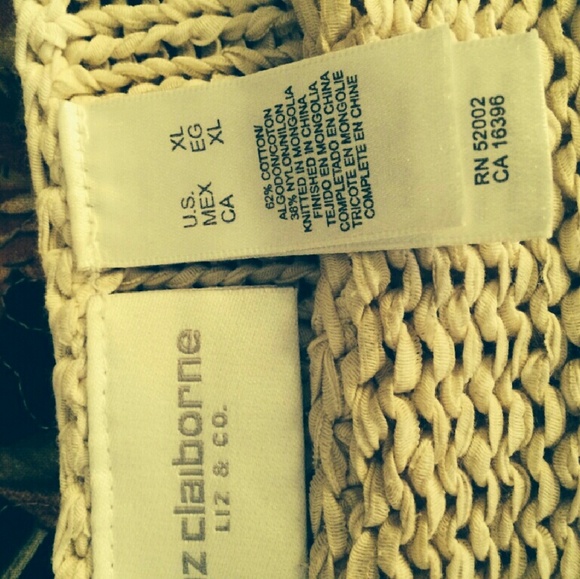 U.S. XL
MEX EG
CA XL
62% COTTON/
ALGODON/COTON
38% NYLON/NILON
KNITTED IN MONGOLIA
FINISHED IN CHINA
TEJIDO EN MONGOLIA
COMPLETADO EN CHINA
TRICOTE EN MONGOLIE
COMPLETE EN CHINE
RN 52002
CA 16396
z claiborne
LIZ & CO.